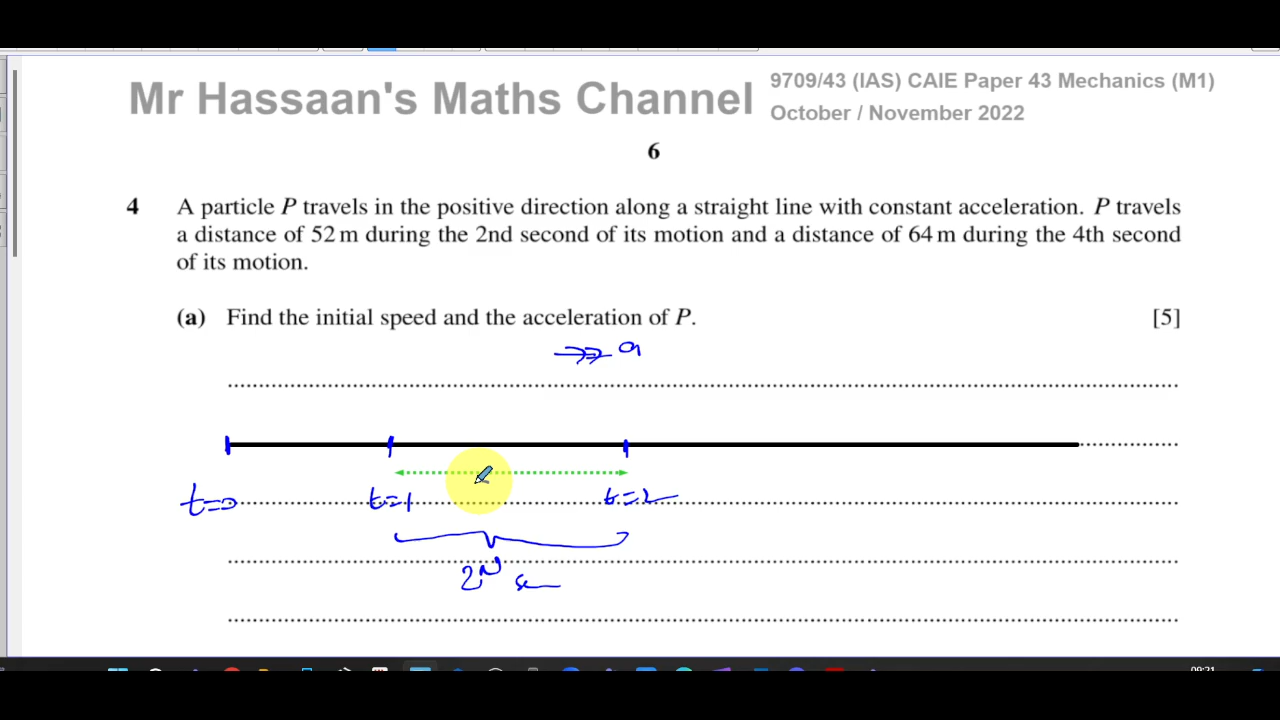 Mr Hassaan's Maths Channel
9709/43 (IAS) CAIE Paper 43 Mechanics (M1)
October / November 2022
6
4 A particle P travels in the positive direction along a straight line with constant acceleration. P travels
a distance of 52 m during the 2nd second of its motion and a distance of 64 m during the 4th second
of its motion.
(a) Find the initial speed and the acceleration of P. [5]
a
t=0 t=1 t=2
2nd